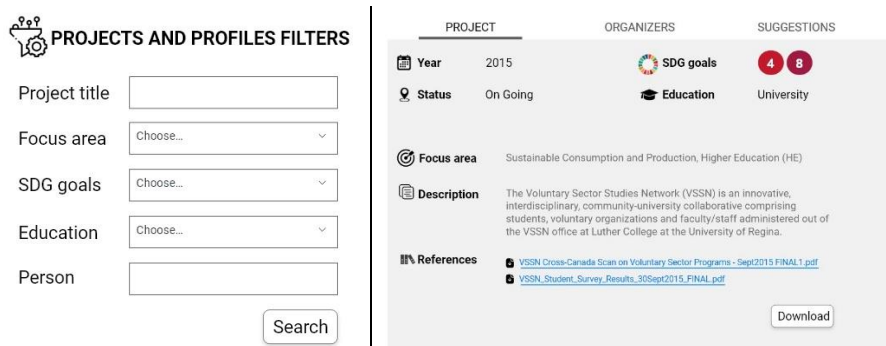 PROJECTS AND PROFILES FILTERS
Project title
Focus area Choose...
SDG goals Choose...
Education Choose...
Person
Search
PROJECT ORGANIZERS SUGGESTIONS
Year 2015 SDG goals 4 8
Status On Going Education University
Focus area Sustainable Consumption and Production, Higher Education (HE)
Description The Voluntary Sector Studies Network (VSSN) is an innovative,
interdisciplinary, community-university collaborative comprising
students, voluntary organizations and faculty/staff administered out of
the VSSN office at Luther College at the University of Regina.
References VSSN Cross-Canada Scan on Voluntary Sector Programs - Sept2015 FINAL1.pdf
VSSN_Student_Survey_Results_30Sept2015_FINAL.pdf
Download